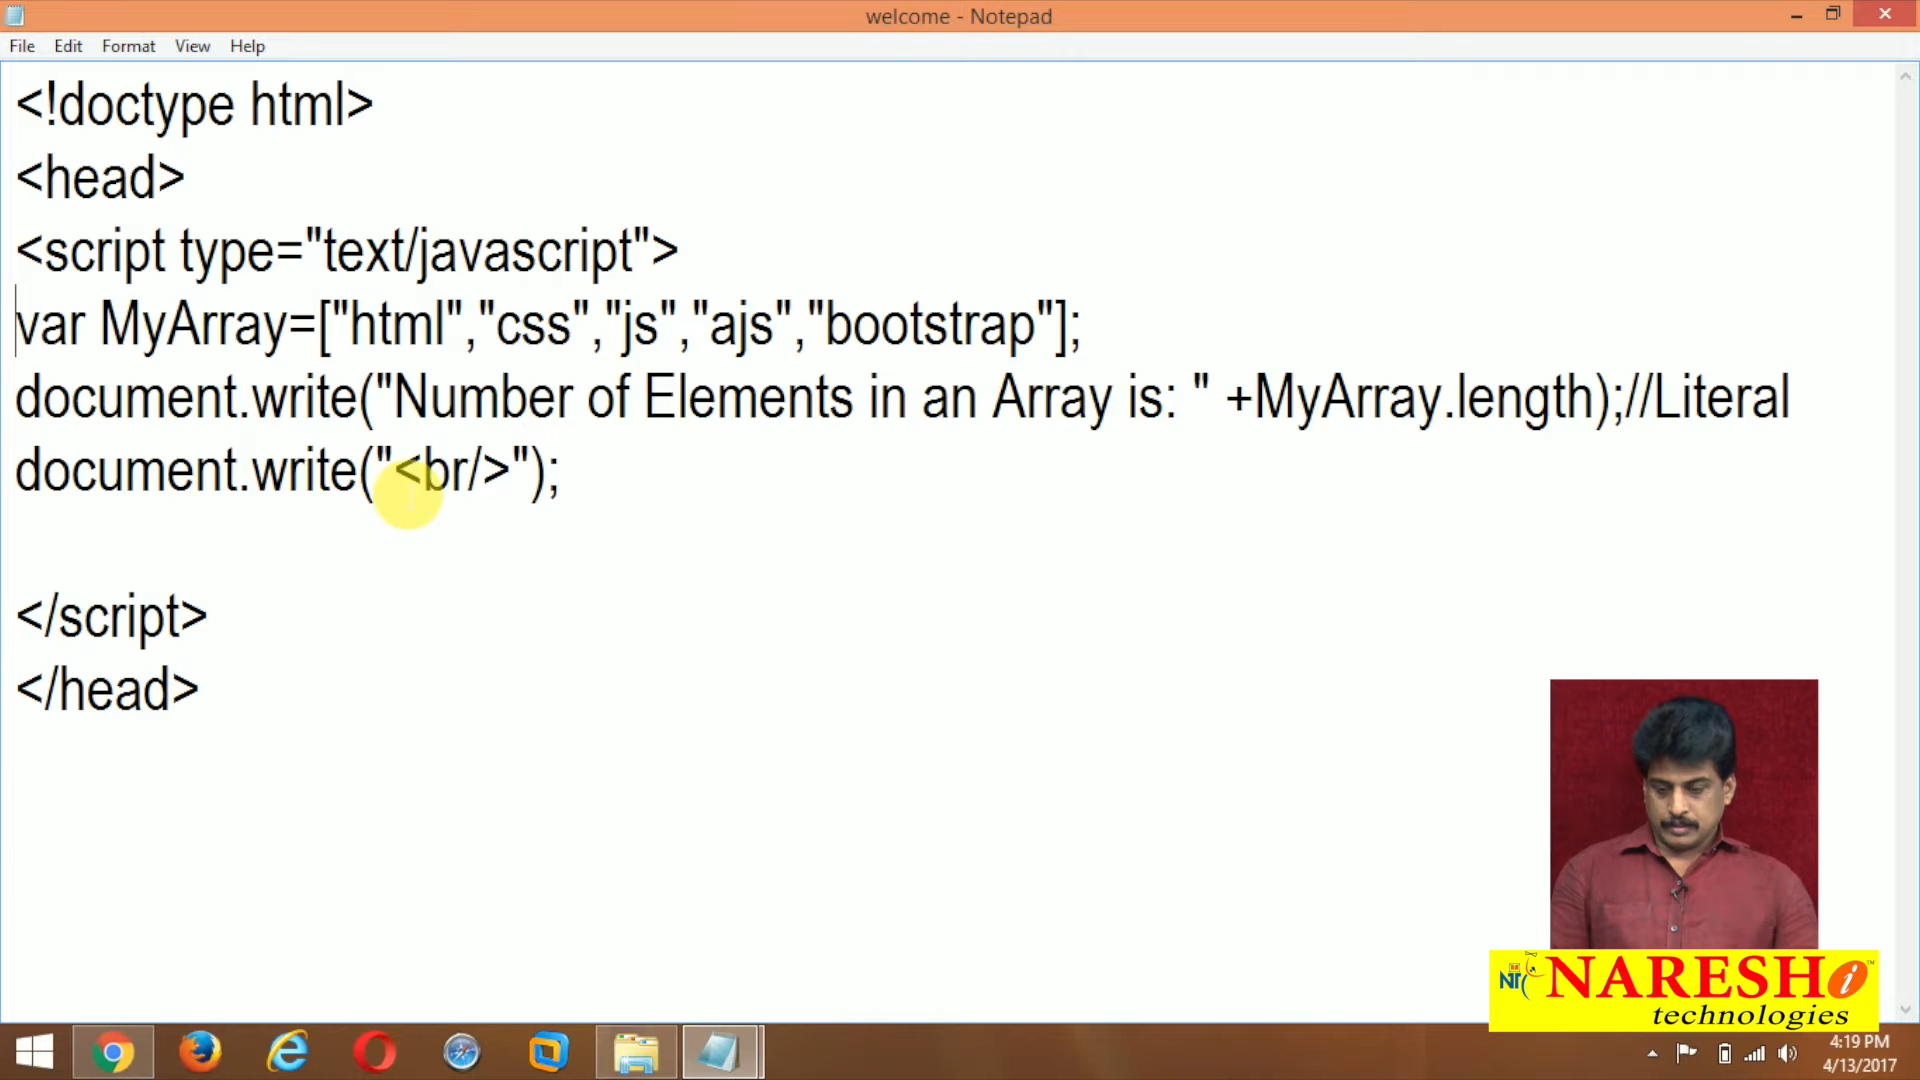 welcome - Notepad
File Edit Format View Help
<!doctype html>
<head>
<script type="text/javascript">
var MyArray=["html","css","js","ajs","bootstrap"];
document.write("Number of Elements in an Array is: " +MyArray.length);//Literal
document.write("<br/>");
</script>
</head>
NARESH i
technologies
4:19 PM
4/13/2017